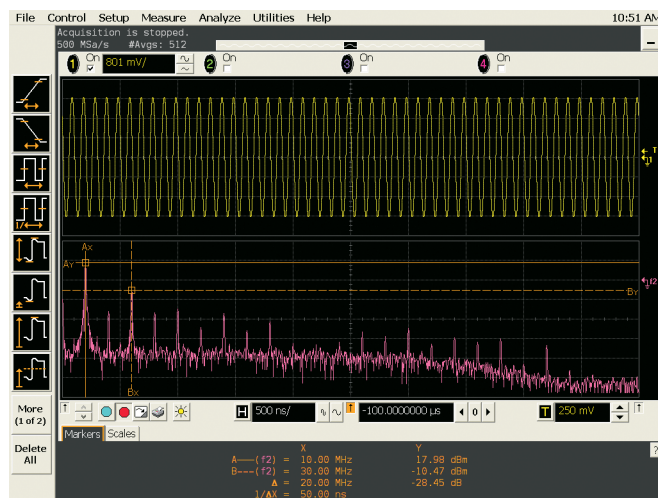 File Control Setup Measure Analyze Utilities Help 10:51 AM
Acquisition is stopped.
500 MSa/s #Avgs: 512
1 On 801 mV/ 2 On 3 On 4 On
T
1
Ax
Ay
f2
By
Bx
1/
More
(1 of 2)
Delete
All
H 500 ns/ -100.0000000 µs 0 T 250 mV
Markers Scales
?
X Y
A—(f2) = 10.00 MHz 17.98 dBm
B---(f2) = 30.00 MHz -10.47 dBm
Δ = 20.00 MHz -28.45 dB
1/ΔX = 50.00 ns